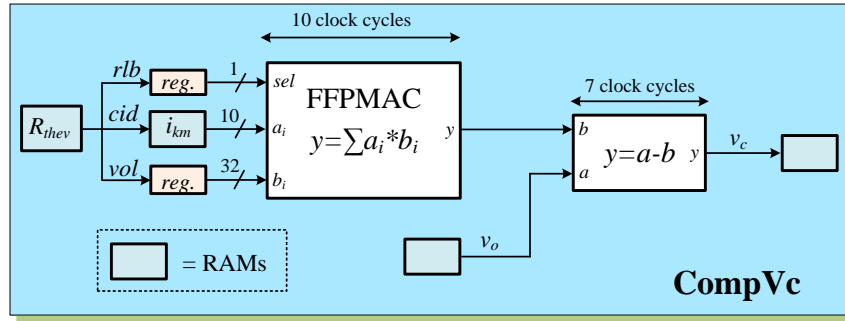 10 clock cycles
rlb
reg.
1
sel
FFPMAC
7 clock cycles
R_thev
cid
i_km
10
a_i
y=∑a_i*b_i
y
b
y=a-b
y
v_c
vol
reg.
32
b_i
a
v_o
= RAMs
CompVc